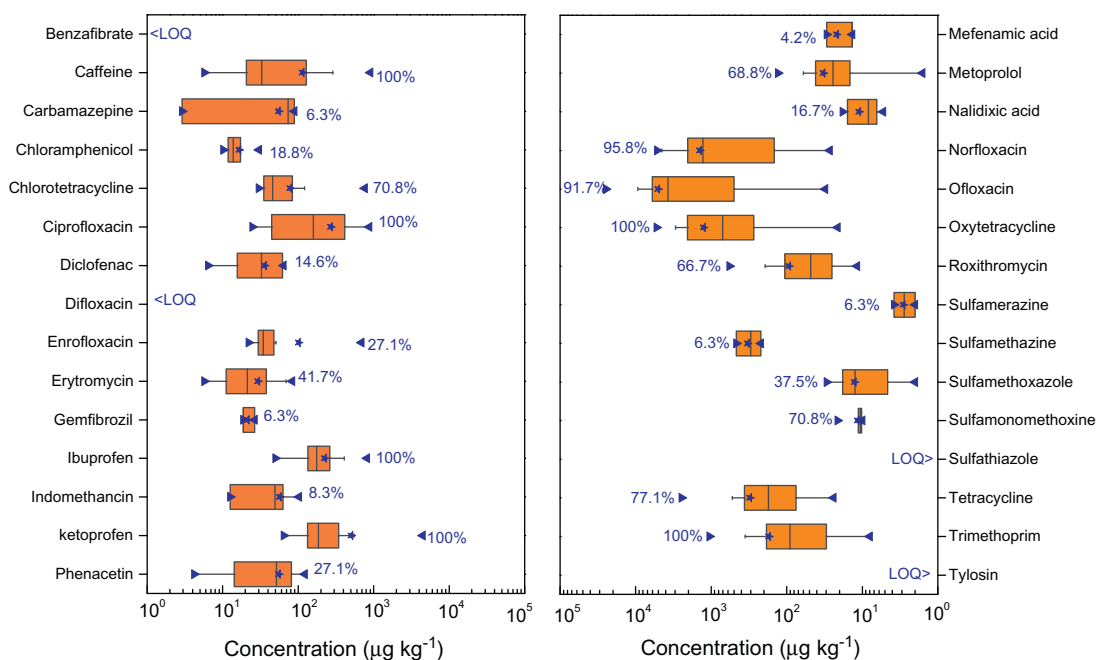 Benzafibrate <LOQ
Caffeine 100%
Carbamazepine 6.3%
Chloramphenicol 18.8%
Chlorotetracycline 70.8%
Ciprofloxacin 100%
Diclofenac 14.6%
Difloxacin <LOQ
Enrofloxacin 27.1%
Erytromycin 41.7%
Gemfibrozil 6.3%
Ibuprofen 100%
Indomethancin 8.3%
ketoprofen 100%
Phenacetin 27.1%
10⁰ 10¹ 10² 10³ 10⁴ 10⁵
Concentration (μg kg⁻¹)
4.2% Mefenamic acid
68.8% Metoprolol
16.7% Nalidixic acid
95.8% Norfloxacin
91.7% Ofloxacin
100% Oxytetracycline
66.7% Roxithromycin
6.3% Sulfamerazine
6.3% Sulfamethazine
37.5% Sulfamethoxazole
70.8% Sulfamonomethoxine
LOQ> Sulfathiazole
77.1% Tetracycline
100% Trimethoprim
LOQ> Tylosin
10⁵ 10⁴ 10³ 10² 10¹ 10⁰
Concentration (μg kg⁻¹)